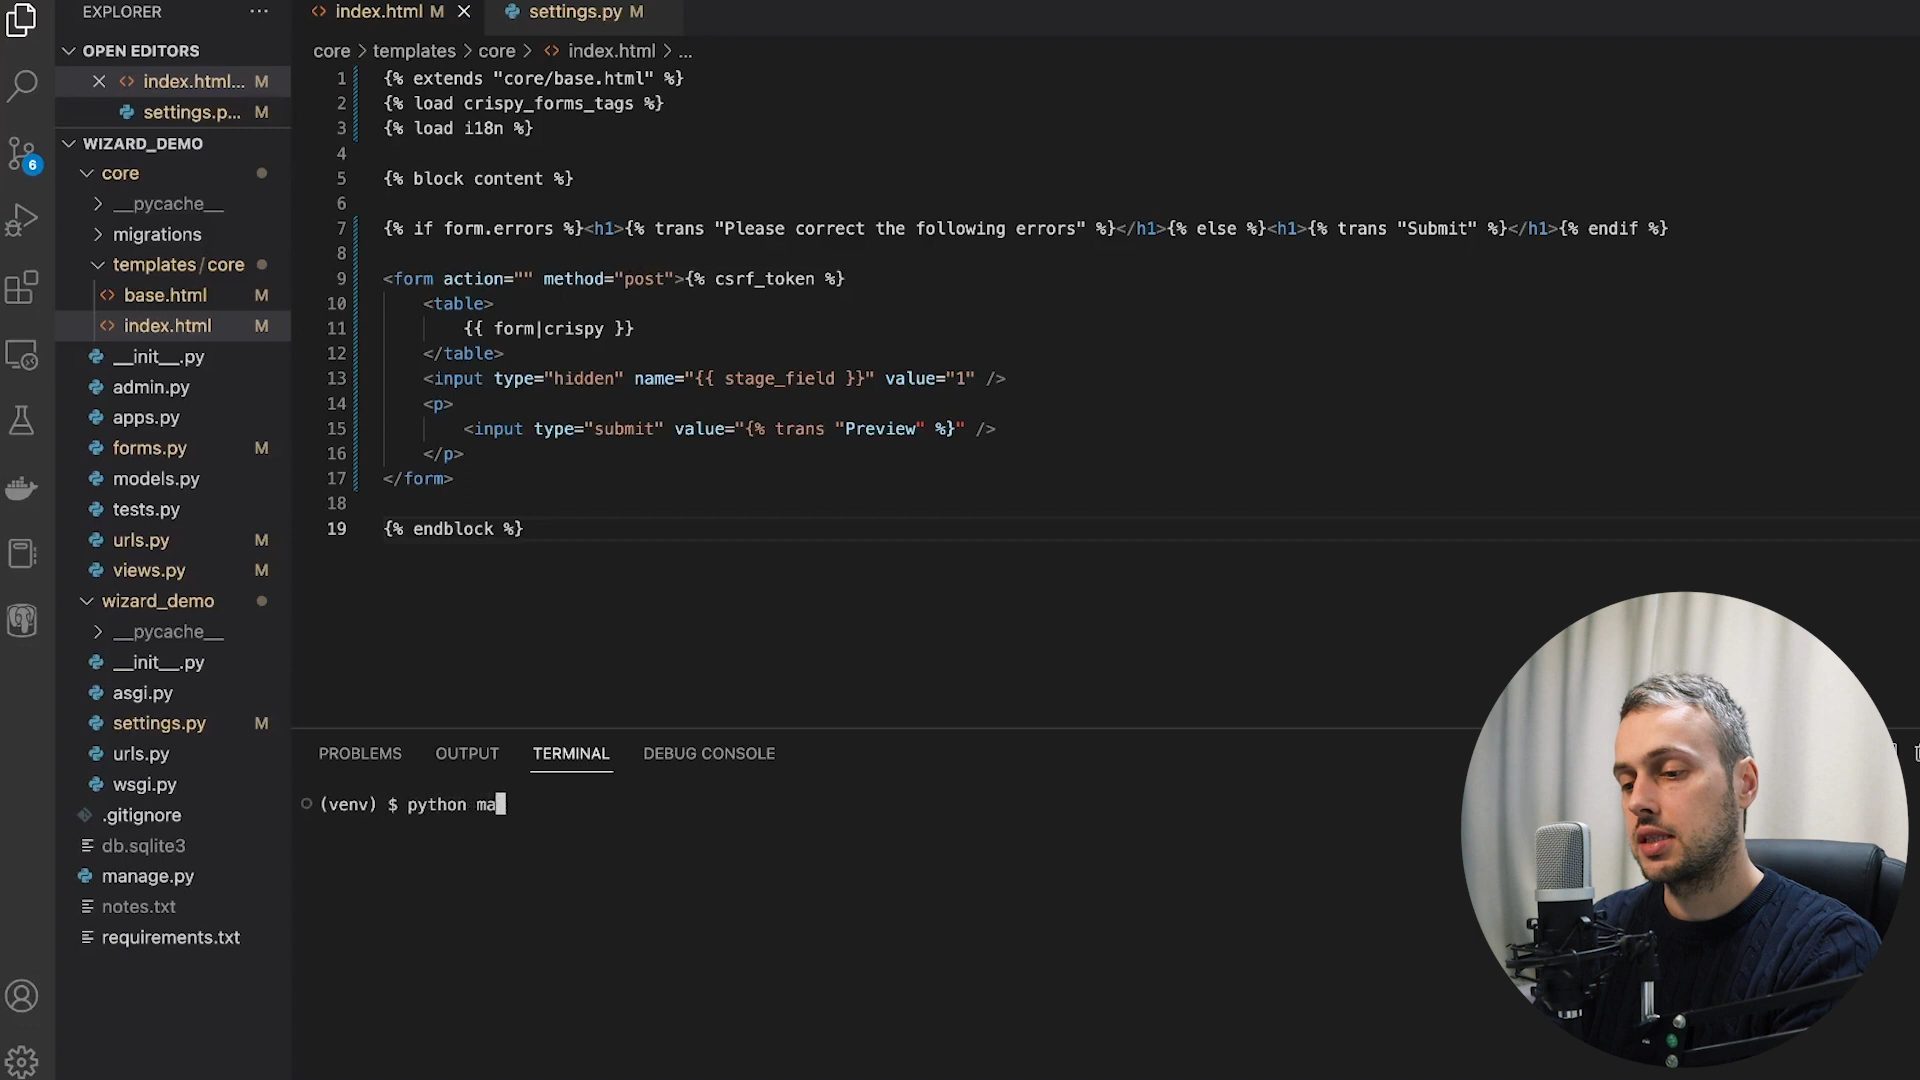 EXPLORER
OPEN EDITORS
index.html... M
settings.p... M
WIZARD_DEMO
core
__pycache__
migrations
templates/core
base.html M
index.html M
__init__.py
admin.py
apps.py
forms.py M
models.py
tests.py
urls.py M
views.py M
wizard_demo
__pycache__
__init__.py
asgi.py
settings.py M
urls.py
wsgi.py
.gitignore
db.sqlite3
manage.py
notes.txt
requirements.txt
6
index.html M
settings.py M
core > templates > core > index.html > ...
1 {% extends "core/base.html" %}
2 {% load crispy_forms_tags %}
3 {% load i18n %}
4
5 {% block content %}
6
7 {% if form.errors %}<h1>{% trans "Please correct the following errors" %}</h1>{% else %}<h1>{% trans "Submit" %}</h1>{% endif %}
8
9 <form action="" method="post">{% csrf_token %}
10 <table>
11 {{ form|crispy }}
12 </table>
13 <input type="hidden" name="{{ stage_field }}" value="1" />
14 <p>
15 <input type="submit" value="{% trans "Preview" %}" />
16 </p>
17 </form>
18
19 {% endblock %}
PROBLEMS OUTPUT TERMINAL DEBUG CONSOLE
(venv) $ python ma